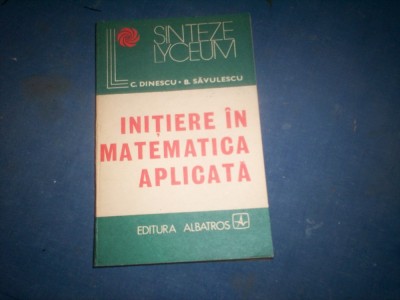 SINTEZE
LYCEUM
C. DINESCU • B. SĂVULESCU
INIȚIERE ÎN
MATEMATICA
APLICATĂ
EDITURA ALBATROS